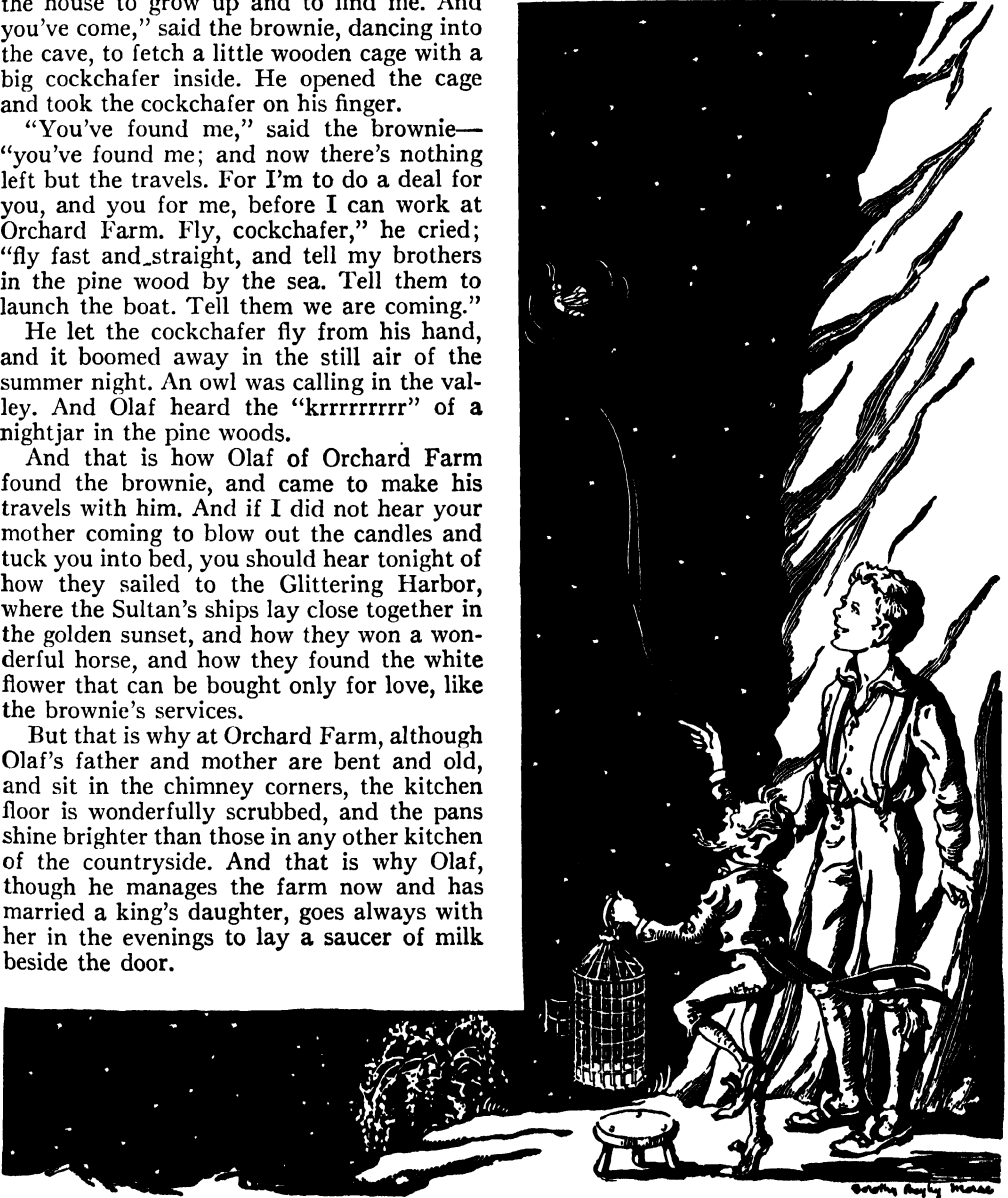 the house to grow up and to find me. And
you've come," said the brownie, dancing into
the cave, to fetch a little wooden cage with a
big cockchafer inside. He opened the cage
and took the cockchafer on his finger.
"You've found me," said the brownie—
"you've found me; and now there's nothing
left but the travels. For I'm to do a deal for
you, and you for me, before I can work at
Orchard Farm. Fly, cockchafer," he cried;
"fly fast and straight, and tell my brothers
in the pine wood by the sea. Tell them to
launch the boat. Tell them we are coming."
He let the cockchafer fly from his hand,
and it boomed away in the still air of the
summer night. An owl was calling in the val-
ley. And Olaf heard the "krrrrrrrrr" of a
nightjar in the pine woods.
And that is how Olaf of Orchard Farm
found the brownie, and came to make his
travels with him. And if I did not hear your
mother coming to blow out the candles and
tuck you into bed, you should hear tonight of
how they sailed to the Glittering Harbor,
where the Sultan's ships lay close together in
the golden sunset, and how they won a won-
derful horse, and how they found the white
flower that can be bought only for love, like
the brownie's services.
But that is why at Orchard Farm, although
Olaf's father and mother are bent and old,
and sit in the chimney corners, the kitchen
floor is wonderfully scrubbed, and the pans
shine brighter than those in any other kitchen
of the countryside. And that is why Olaf,
though he manages the farm now and has
married a king's daughter, goes always with
her in the evenings to lay a saucer of milk
beside the door.
Dorothy Bayley Morse